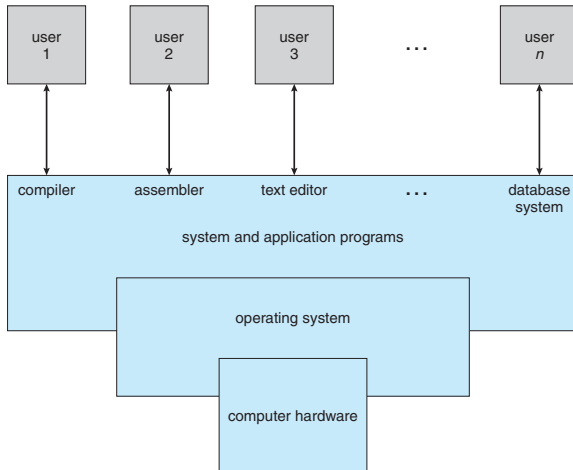 user
1
user
2
user
3
...
user
n
compiler
assembler
text editor
...
database
system
system and application programs
operating system
computer hardware